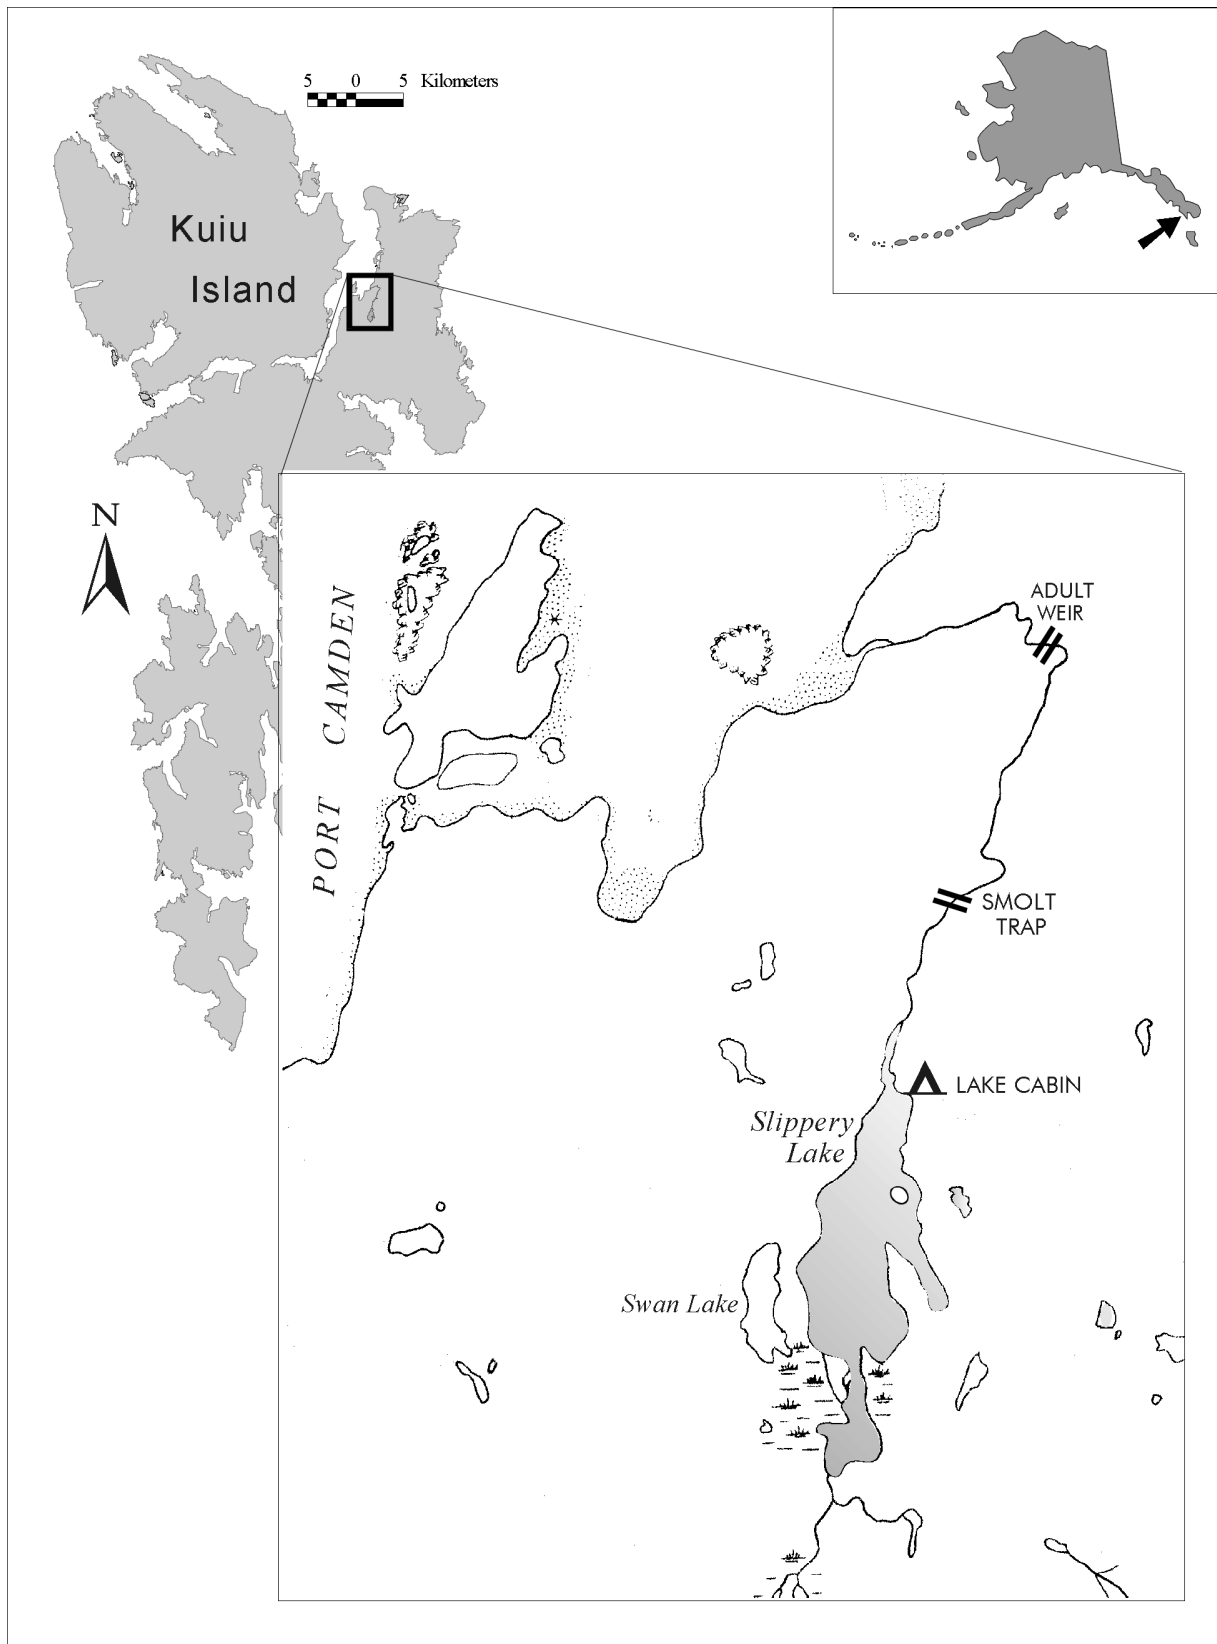 5 0 5 Kilometers
Kuiu
Island
N
PORT CAMDEN
ADULT
WEIR
SMOLT
TRAP
LAKE CABIN
Slippery
Lake
Swan Lake